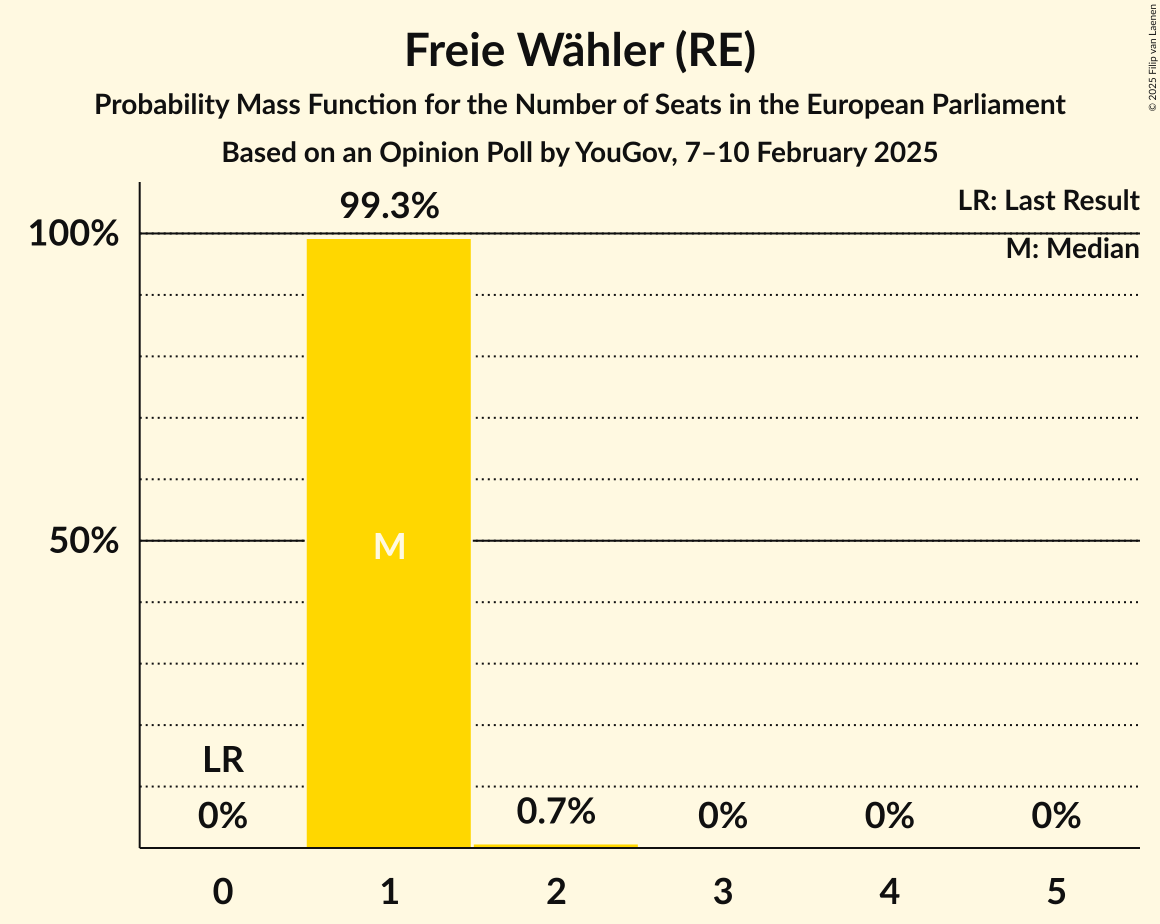 Freie Wähler (RE)
Probability Mass Function for the Number of Seats in the European Parliament
Based on an Opinion Poll by YouGov, 7–10 February 2025
© 2025 Filip van Laenen
LR: Last Result
M: Median
100%
50%
99.3%
M
LR
0%
0.7%
0%
0%
0%
0
1
2
3
4
5